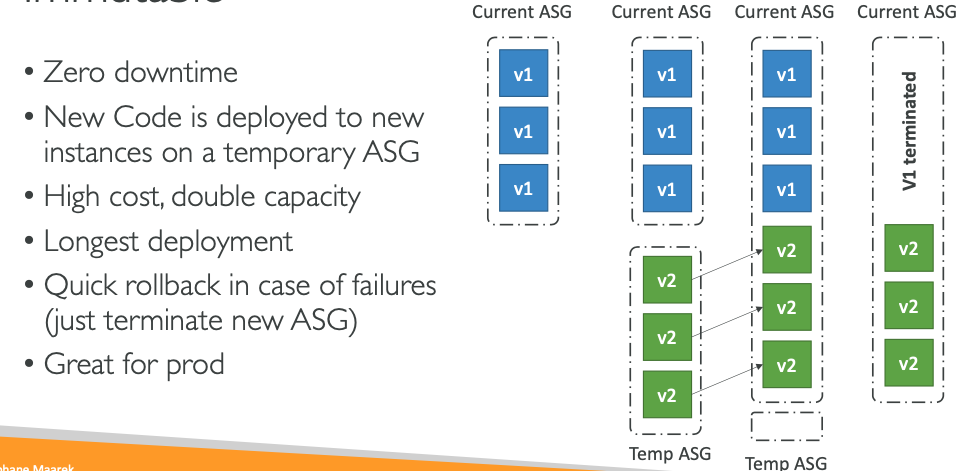 • Zero downtime
• New Code is deployed to new
instances on a temporary ASG
• High cost, double capacity
• Longest deployment
• Quick rollback in case of failures
(just terminate new ASG)
• Great for prod
Current ASG
v1
v1
v1
Current ASG
v1
v1
v1
v2
v2
v2
Temp ASG
Current ASG
v1
v1
v1
v2
v2
v2
Temp ASG
Current ASG
V1 terminated
v2
v2
v2
Maarek